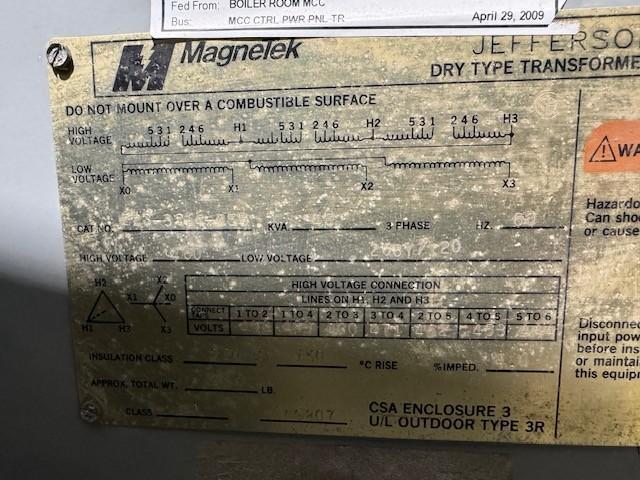 Fed From: BOILER ROOM MCC
Bus: MCC CTRL PWR PNL TR April 29, 2009
Magnetek
JEFFERSO
DRY TYPE TRANSFORME
DO NOT MOUNT OVER A COMBUSTIBLE SURFACE
HIGH VOLTAGE 5 3 1 2 4 6 H1 5 3 1 2 4 6 H2 5 3 1 2 4 6 H3
LOW VOLTAGE
X0 X1 X2 X3
WA
Hazardo
Can sho
or cause
CAT NO. KVA 3 PHASE HZ. 60
HIGH VOLTAGE LOW VOLTAGE
H2 X2
X1 X0
H1 H3 X3
HIGH VOLTAGE CONNECTION
LINES ON H1, H2 AND H3
CONNECT TAPS 1 TO 2 1 TO 4 2 TO 3 3 TO 4 2 TO 5 4 TO 5 5 TO 6
VOLTS
Disconnec
input pow
before ins
or maintai
this equip
INSULATION CLASS °C RISE %IMPED.
APPROX. TOTAL WT. LB.
CLASS
CSA ENCLOSURE 3
U/L OUTDOOR TYPE 3R